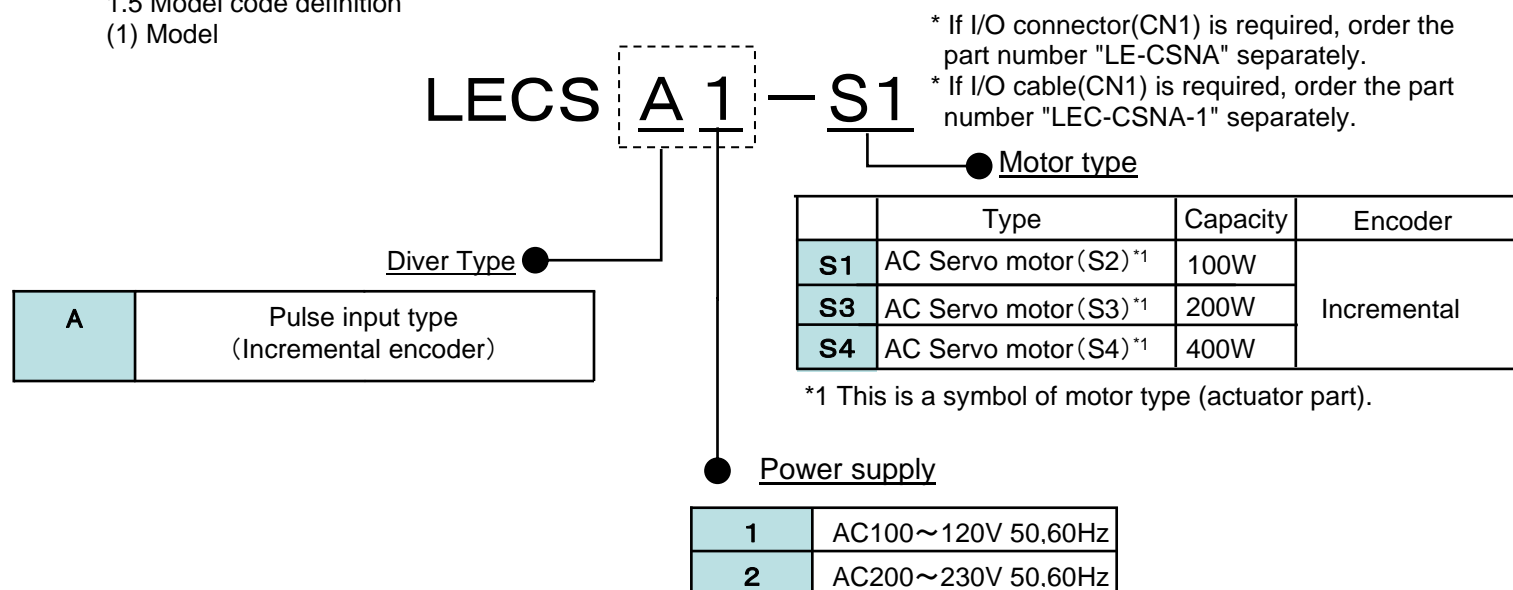 1.5 Model code definition
(1) Model
* If I/O connector(CN1) is required, order the
part number "LE-CSNA" separately.
* If I/O cable(CN1) is required, order the part
number "LEC-CSNA-1" separately.
LECS A 1 － S1
Motor type
Type Capacity Encoder
S1 AC Servo motor（S2）*1 100W
S3 AC Servo motor（S3）*1 200W Incremental
S4 AC Servo motor（S4）*1 400W
*1 This is a symbol of motor type (actuator part).
Diver Type
A Pulse input type
（Incremental encoder）
Power supply
1 AC100～120V 50,60Hz
2 AC200～230V 50,60Hz